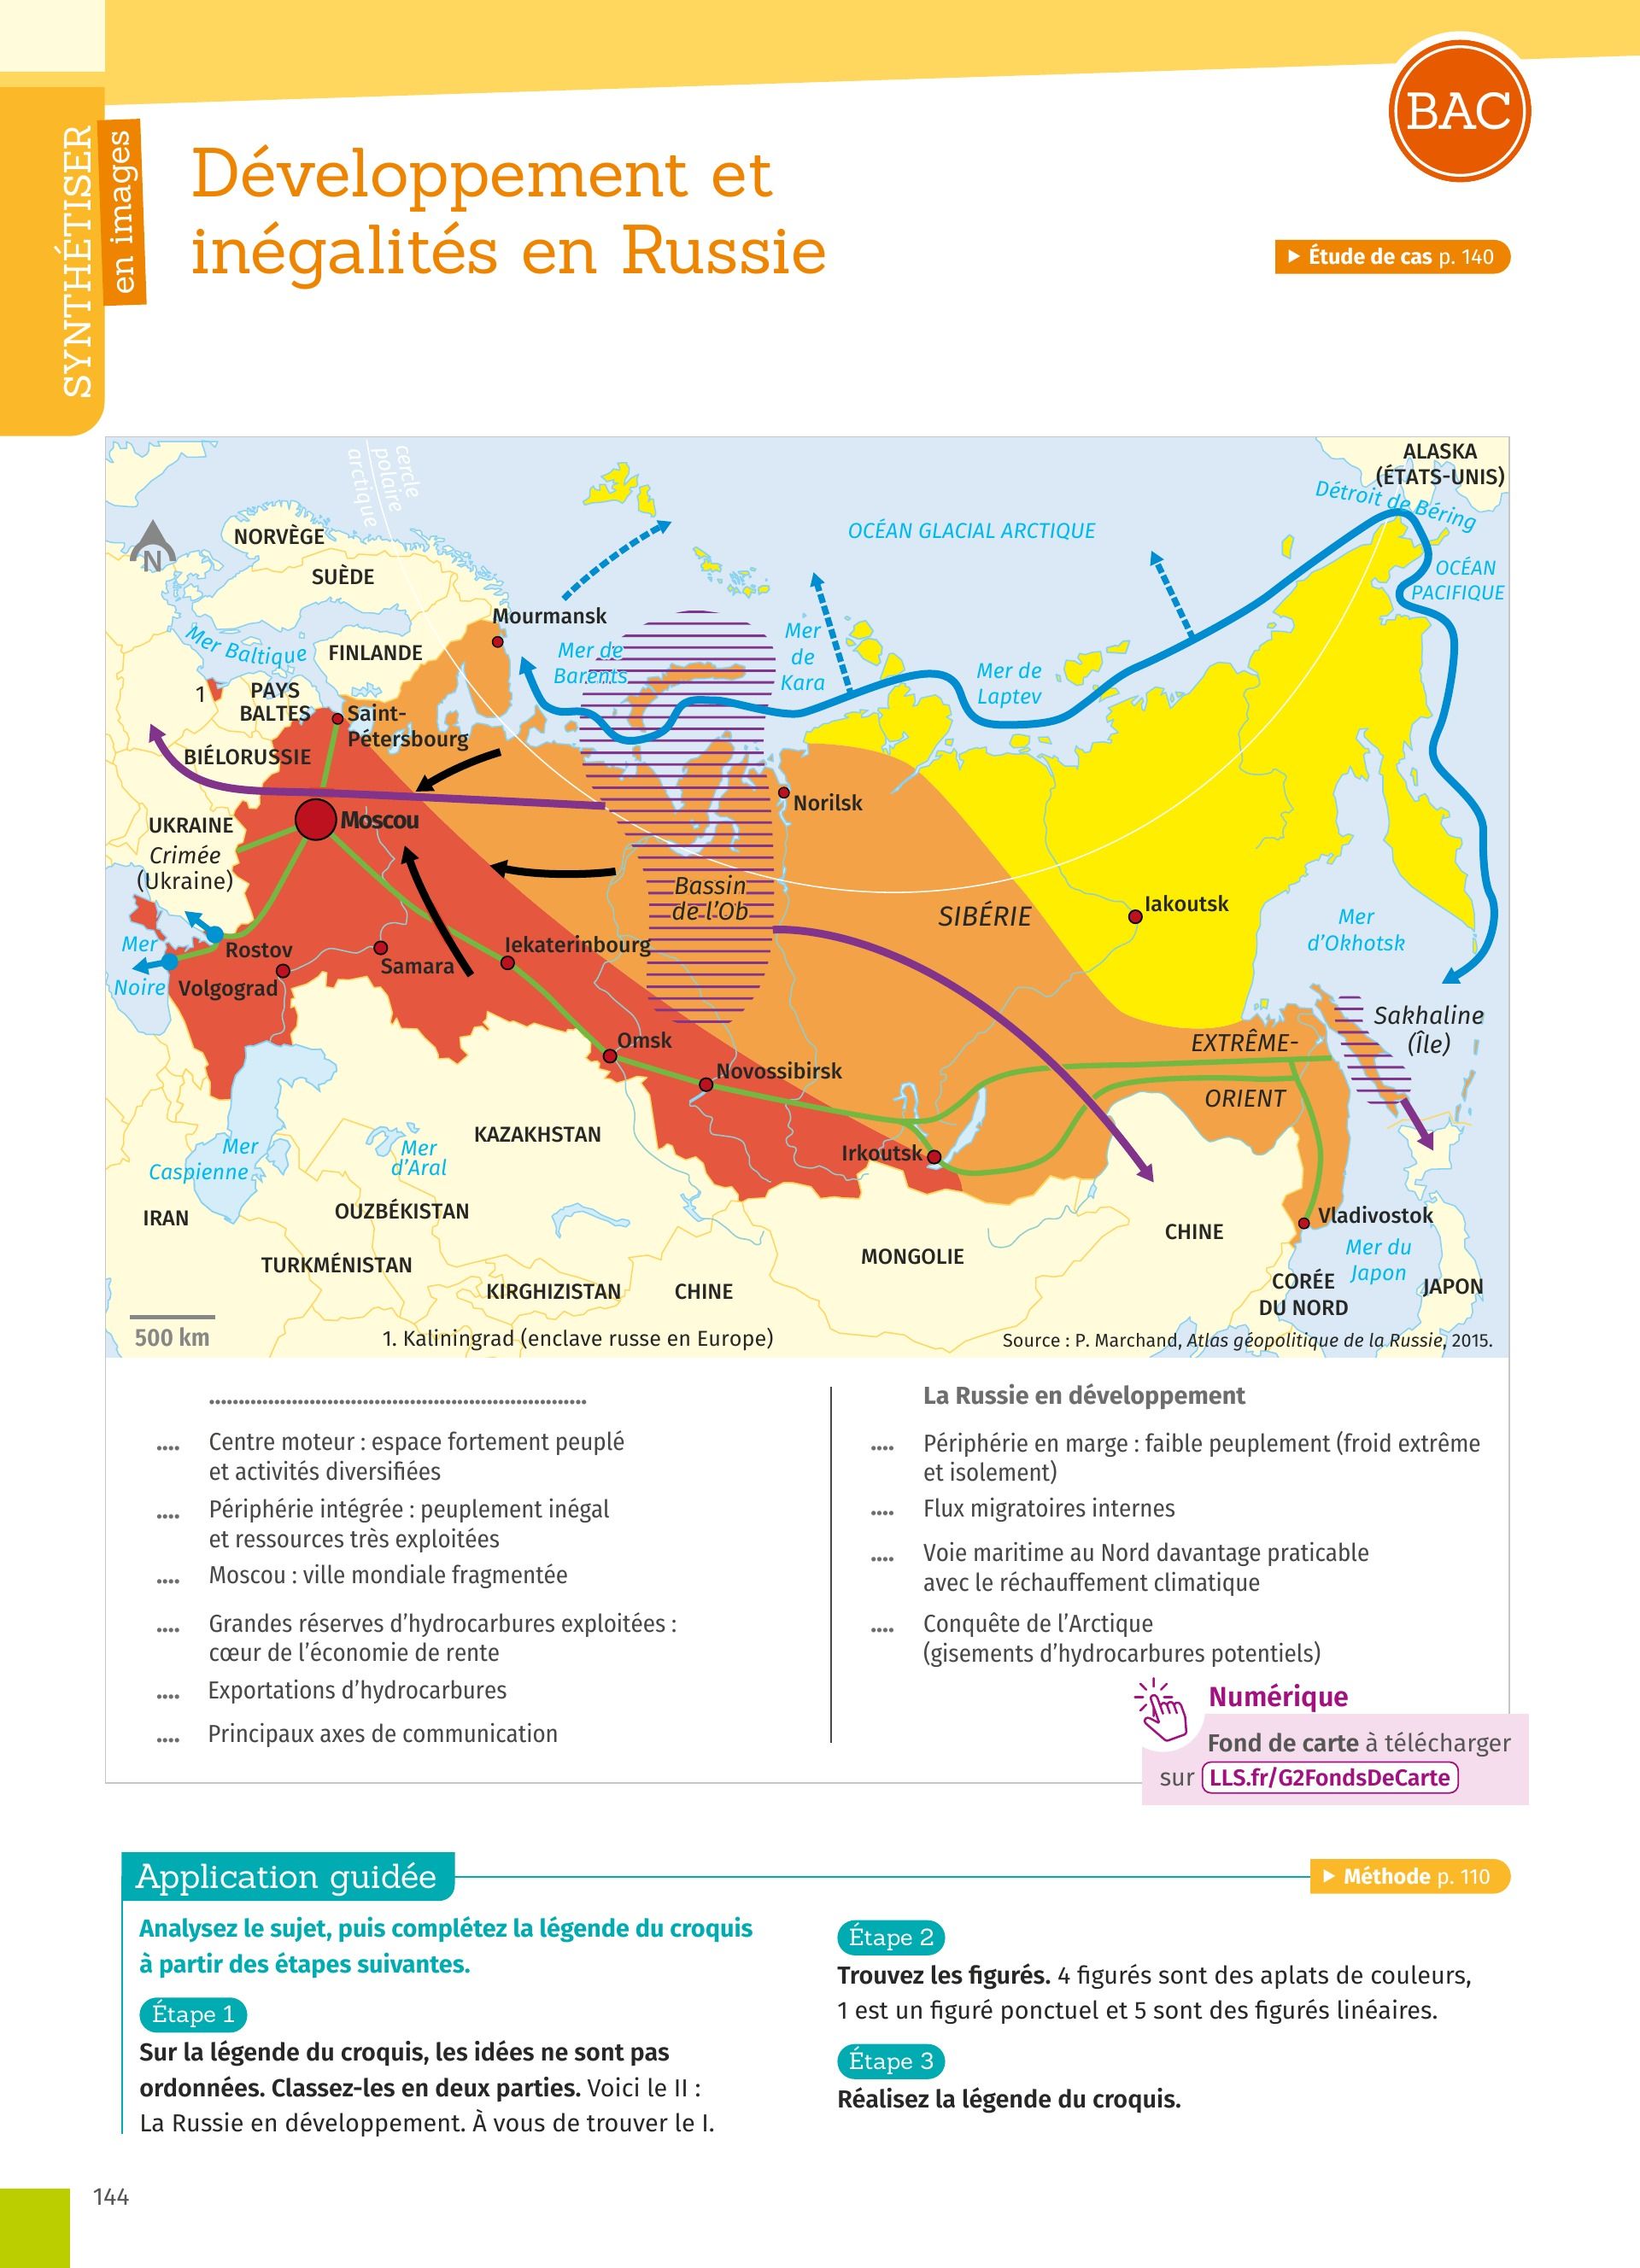 SYNTHÉTISER
en images
BAC
Développement et
inégalités en Russie
▶ Étude de cas p. 140
ALASKA
(ÉTATS-UNIS)
Détroit de Béring
cercle
polaire
arctique
N
NORVÈGE
OCÉAN GLACIAL ARCTIQUE
OCÉAN
PACIFIQUE
SUÈDE
Mourmansk
Mer Baltique
FINLANDE
Mer de
Barents
Mer
de
Kara
Mer de
Laptev
1
PAYS
BALTES
Saint-
Pétersbourg
BIÉLORUSSIE
Norilsk
UKRAINE
Moscou
Crimée
(Ukraine)
Bassin
de l'Ob
SIBÉRIE
Iakoutsk
Mer
d'Okhotsk
Mer
Noire
Rostov
Volgograd
Samara
Iekaterinbourg
Sakhaline
(Île)
Omsk
EXTRÊME-
ORIENT
Novossibirsk
KAZAKHSTAN
Mer
Caspienne
Mer
d'Aral
Irkoutsk
IRAN
OUZBÉKISTAN
Vladivostok
CHINE
Mer du
Japon
TURKMÉNISTAN
MONGOLIE
KIRGHIZISTAN
CHINE
CORÉE
DU NORD
JAPON
500 km
1. Kaliningrad (enclave russe en Europe)
Source : P. Marchand, Atlas géopolitique de la Russie, 2015.
................................................................
.... Centre moteur : espace fortement peuplé
et activités diversifiées
.... Périphérie intégrée : peuplement inégal
et ressources très exploitées
.... Moscou : ville mondiale fragmentée
.... Grandes réserves d'hydrocarbures exploitées :
cœur de l'économie de rente
.... Exportations d'hydrocarbures
.... Principaux axes de communication
La Russie en développement
.... Périphérie en marge : faible peuplement (froid extrême
et isolement)
.... Flux migratoires internes
.... Voie maritime au Nord davantage praticable
avec le réchauffement climatique
.... Conquête de l'Arctique
(gisements d'hydrocarbures potentiels)
Numérique
Fond de carte à télécharger
sur LLS.fr/G2FondsDeCarte
Application guidée
▶ Méthode p. 110
Analysez le sujet, puis complétez la légende du croquis
à partir des étapes suivantes.
Étape 1
Sur la légende du croquis, les idées ne sont pas
ordonnées. Classez-les en deux parties. Voici le II :
La Russie en développement. À vous de trouver le I.
Étape 2
Trouvez les figurés. 4 figurés sont des aplats de couleurs,
1 est un figuré ponctuel et 5 sont des figurés linéaires.
Étape 3
Réalisez la légende du croquis.
144